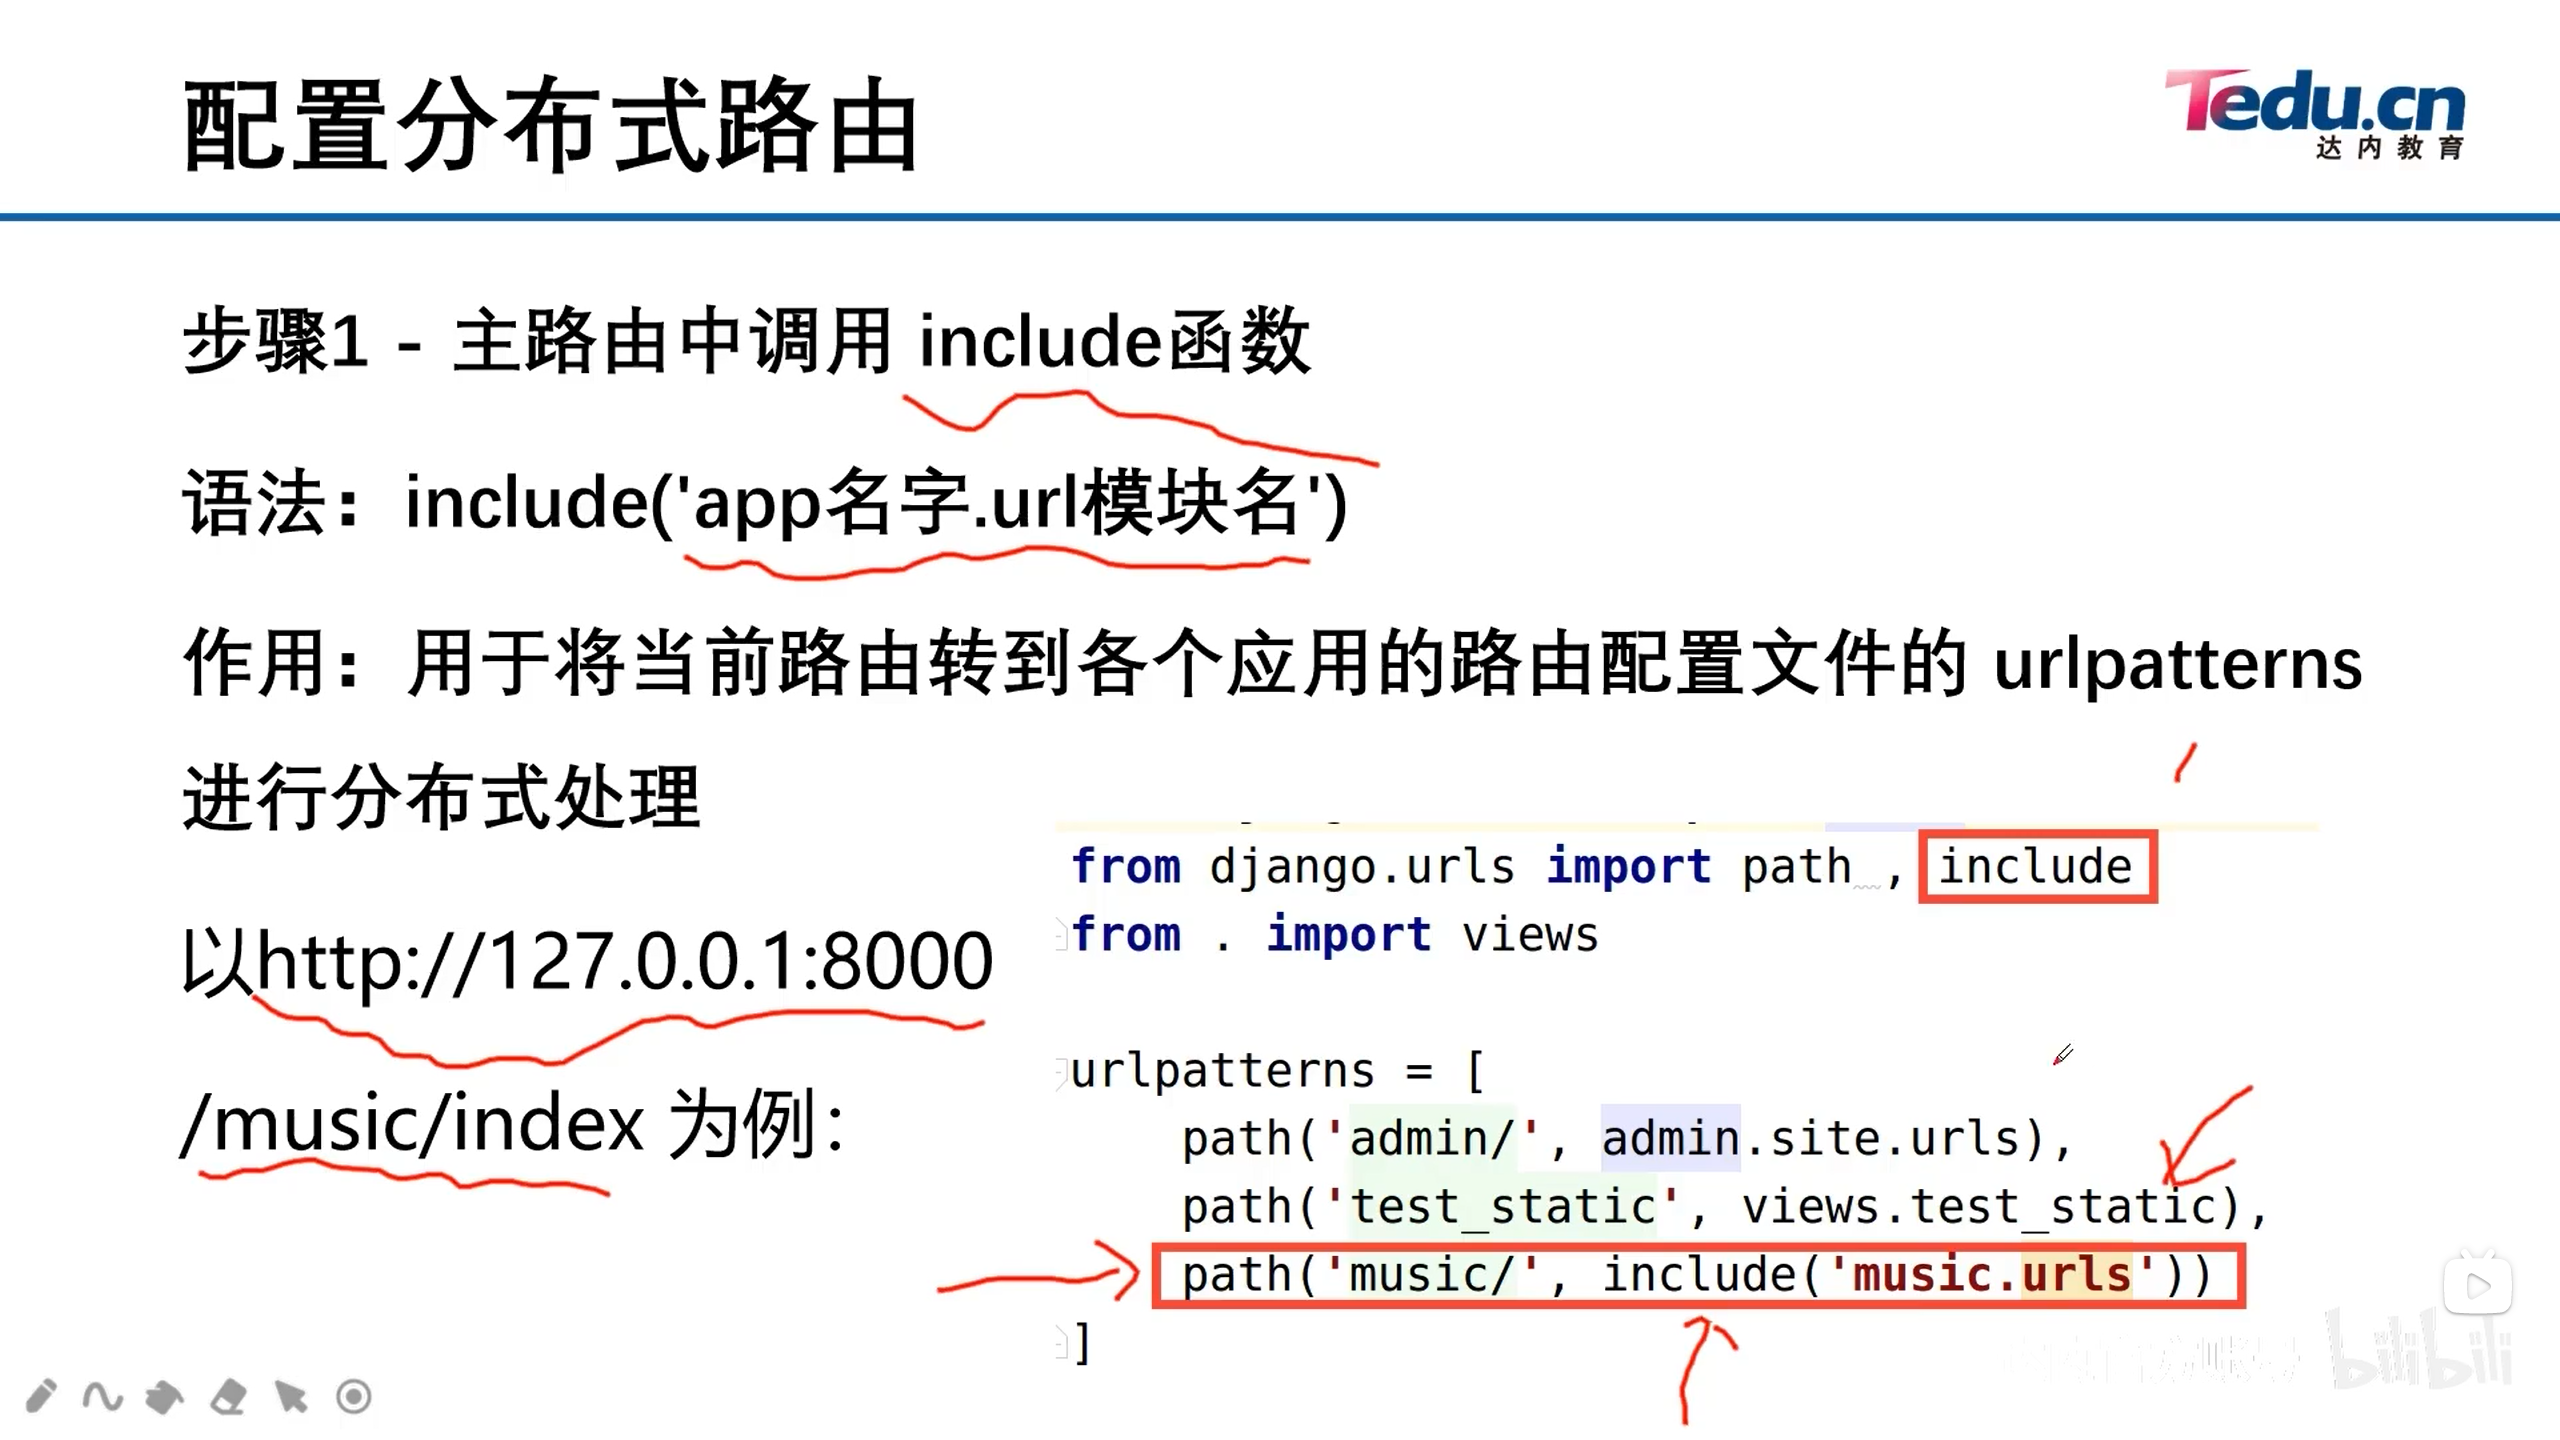 配置分布式路由
Tedu.cn
达内教育
步骤1 - 主路由中调用 include函数
语法：include('app名字.url模块名')
作用：用于将当前路由转到各个应用的路由配置文件的 urlpatterns
进行分布式处理
以http://127.0.0.1:8000
/music/index 为例：
from django.urls import path , include
from . import views
urlpatterns = [
    path('admin/', admin.site.urls),
    path('test_static', views.test_static),
    path('music/', include('music.urls'))
]
bilibili